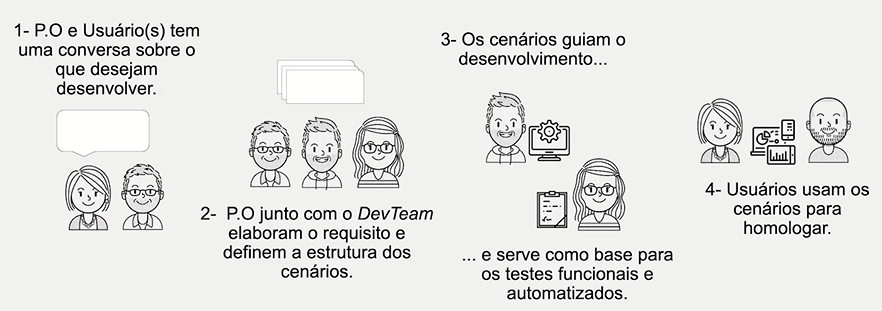 1- P.O e Usuário(s) tem
uma conversa sobre o
que desejam
desenvolver.
2- P.O junto com o DevTeam
elaboram o requisito e
definem a estrutura dos
cenários.
3- Os cenários guiam o
desenvolvimento...
... e serve como base para
os testes funcionais e
automatizados.
4- Usuários usam os
cenários para
homologar.